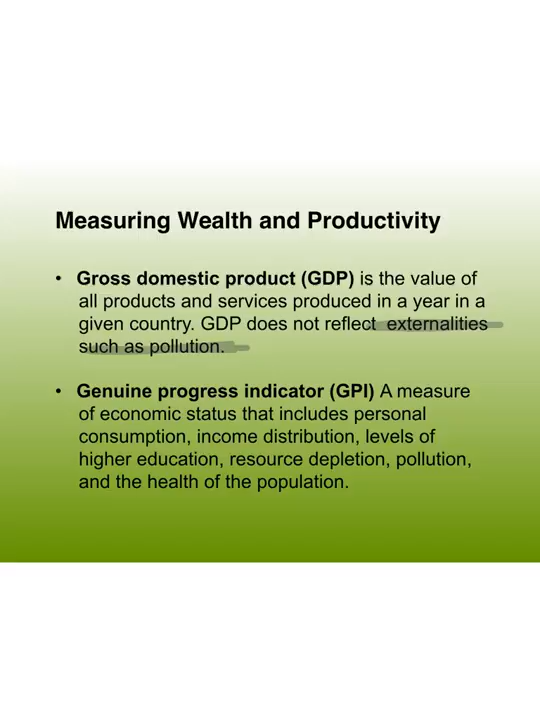 Measuring Wealth and Productivity
• Gross domestic product (GDP) is the value of
all products and services produced in a year in a
given country. GDP does not reflect externalities
such as pollution.
• Genuine progress indicator (GPI) A measure
of economic status that includes personal
consumption, income distribution, levels of
higher education, resource depletion, pollution,
and the health of the population.